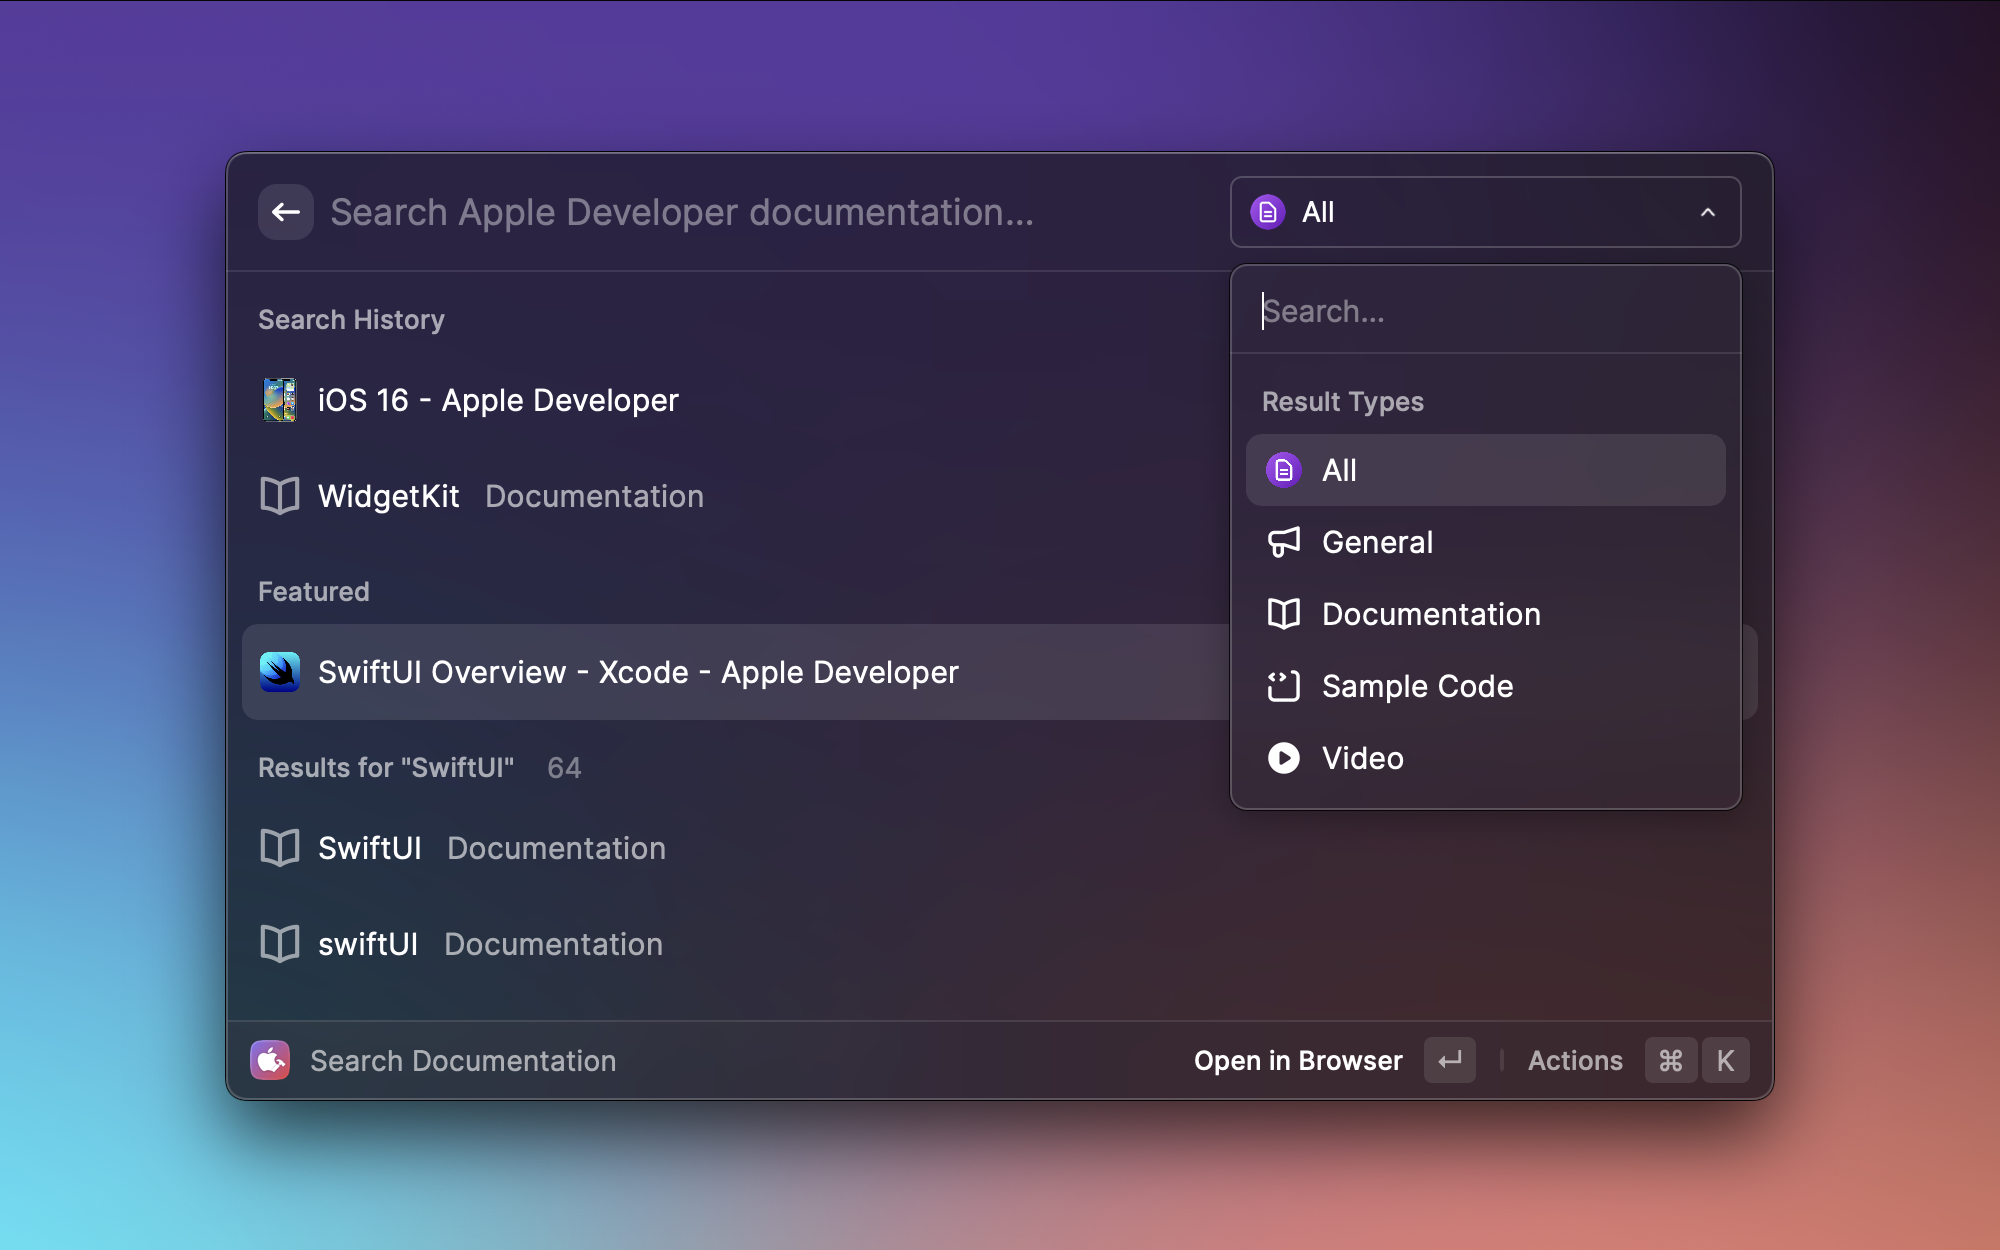 Search Apple Developer documentation...
All
Search...
Result Types
All
General
Documentation
Sample Code
Video
Search History
iOS 16 - Apple Developer
WidgetKit Documentation
Featured
SwiftUI Overview - Xcode - Apple Developer
Results for "SwiftUI" 64
SwiftUI Documentation
swiftUI Documentation
Search Documentation
Open in Browser ↵ | Actions ⌘ K